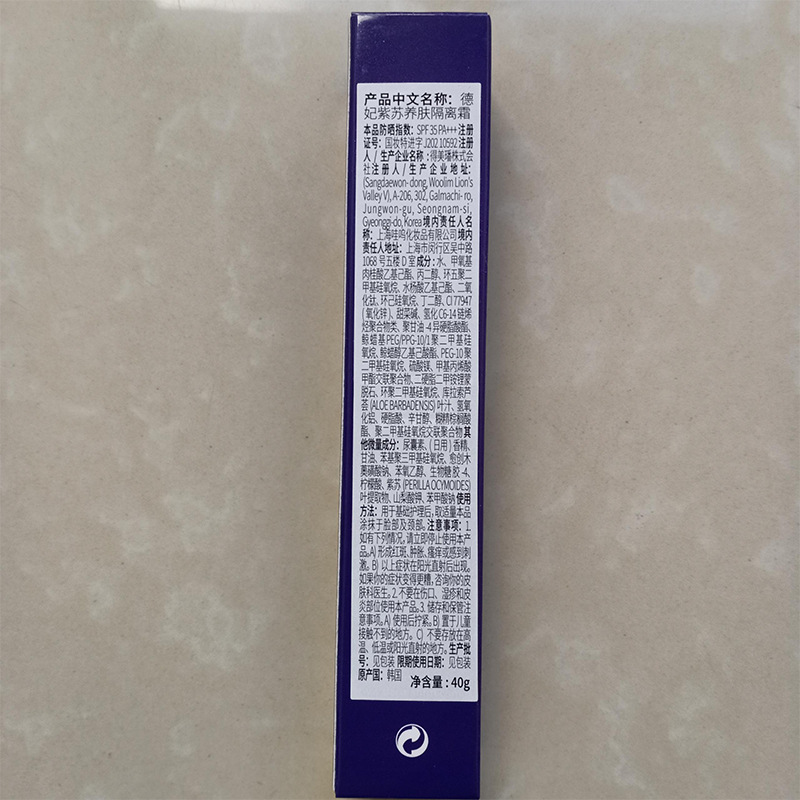 产品中文名称：德
妃紫苏养肤隔离霜
本品防晒指数：SPF 35 PA+++ 注册
证号：国妆特进字 J20210592 注册
人 / 生产企业名称：得美璠株式会
社注册人 / 生产企业地址：
(Sangdaewon-dong, Woolim Lion's
Valley V), A-206, 302, Galmachi-ro,
Jungwon-gu, Seongnam-si,
Gyeonggi-do, Korea 境内责任人名
称：上海哇呜化妆品有限公司境内
责任人地址：上海市闵行区吴中路
1068 号五楼 D 室成分：水、甲氧基
肉桂酸乙基己酯、丙二醇、环五聚二
甲基硅氧烷、水杨酸乙基己酯、二氧
化钛、环己硅氧烷、丁二醇、CI 77947
( 氧化锌 )、甜菜碱、氢化 C6-14 链烯
烃聚合物类、聚甘油 -4 异硬脂酸酯、
鲸蜡基 PEG/PPG-10/1 聚二甲基硅
氧烷、鲸蜡醇乙基己酸酯、PEG-10 聚
二甲基硅氧烷、硫酸镁、甲基丙烯酸
甲酯交联聚合物、二硬脂二甲铵锂蒙
脱石、环聚二甲基硅氧烷、库拉索芦
荟 (ALOE BARBADENSIS) 叶汁、氢氧
化铝、硬脂酸、辛甘醇、糊精棕榈酸
酯、聚二甲基硅氧烷交联聚合物 其
他微量成分：尿囊素、( 日用 ) 香精、
甘油、苯基聚三甲基硅氧烷、愈创木
薁磺酸钠、苯氧乙醇、生物糖胶 -4、
柠檬酸、紫苏 (PERILLA OCYMOIDES)
叶提取物、山梨酸钾、苯甲酸钠 使用
方法：用于基础护理后，取适量本品
涂抹于脸部及颈部。注意事项：1.
如有下列情况，请立即停止使用本产
品。A) 形成红斑、肿胀、瘙痒或感到刺
激。B) 以上症状在阳光直射后出现。
如果你的症状变得更糟，咨询你的皮
肤科医生。2. 不要在伤口、湿疹和皮
炎部位使用本产品。3. 储存和保管注
意事项。A) 使用后拧紧。B) 置于儿童
接触不到的地方。C) 不要存放在高
温、低温或阳光直射的地方。生产批
号：见包装 限期使用日期：见包装
原产国：韩国 净含量：40g